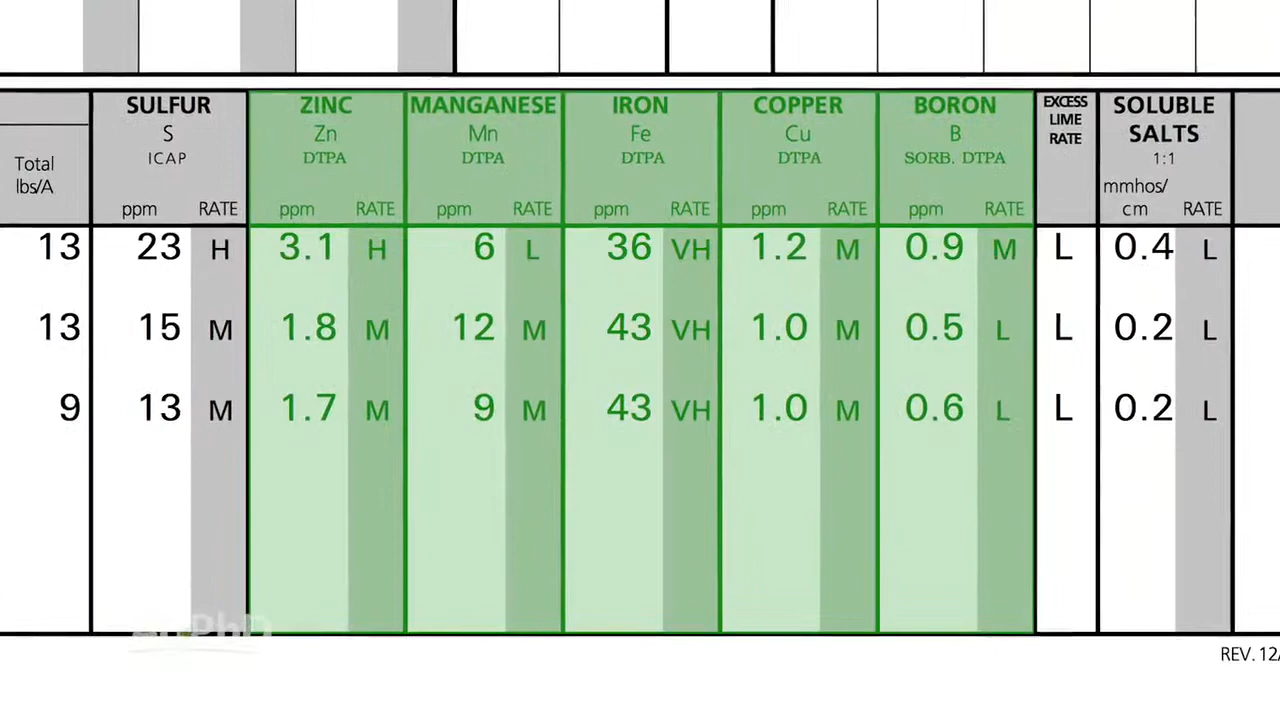 SULFUR ZINC MANGANESE IRON COPPER BORON EXCESS LIME RATE SOLUBLE SALTS
S Zn Mn Fe Cu B
Total lbs/A ICAP DTPA DTPA DTPA DTPA SORB. DTPA 1:1
mmhos/
ppm RATE ppm RATE ppm RATE ppm RATE ppm RATE ppm RATE cm RATE
13 23 H 3.1 H 6 L 36 VH 1.2 M 0.9 M L 0.4 L
13 15 M 1.8 M 12 M 43 VH 1.0 M 0.5 L L 0.2 L
9 13 M 1.7 M 9 M 43 VH 1.0 M 0.6 L L 0.2 L
AgPhD